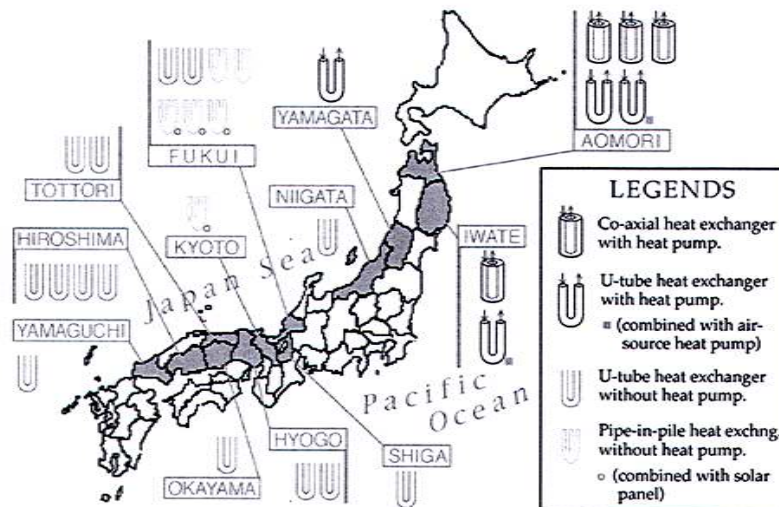 YAMAGATA
AOMORI
FUKUI
TOTTORI
NIIGATA
KYOTO
HIROSHIMA
IWATE
Japan Sea
YAMAGUCHI
Pacific
Ocean
HYOGO
SHIGA
OKAYAMA
LEGENDS
Co-axial heat exchanger
with heat pump.
U-tube heat exchanger
with heat pump.
(combined with air-
source heat pump)
U-tube heat exchanger
without heat pump.
Pipe-in-pile heat exchng
without heat pump.
(combined with solar
panel)